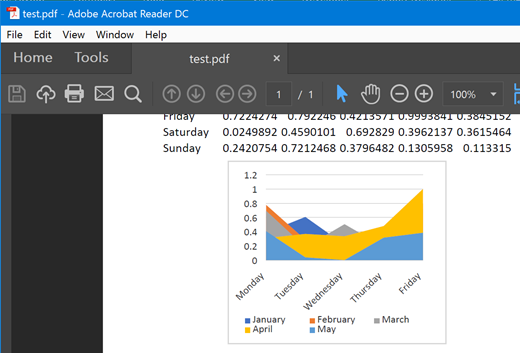 test.pdf - Adobe Acrobat Reader DC
File Edit View Window Help
Home Tools test.pdf ×
1 / 1 100%
Friday 0.7224274 0.792246 0.4213571 0.9993841 0.3845152
Saturday 0.0249892 0.4590101 0.692829 0.3962137 0.3615464
Sunday 0.2420754 0.7212468 0.3796482 0.1305958 0.113315
1.2
1
0.8
0.6
0.4
0.2
0
Monday Tuesday Wednesday Thursday Friday
January February March
April May